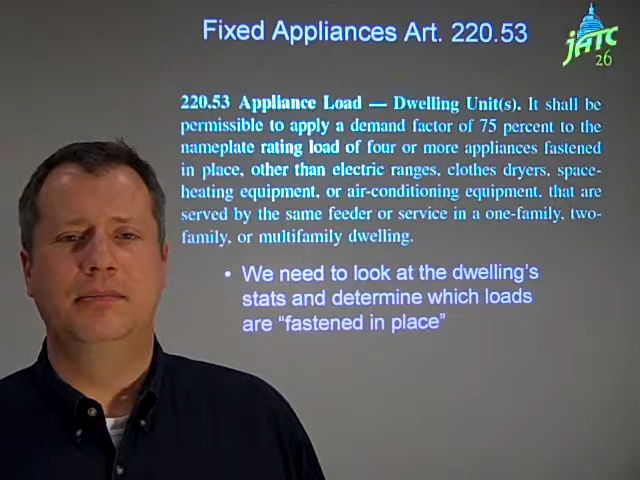 Fixed Appliances Art. 220.53
jATC
26
220.53 Appliance Load — Dwelling Unit(s). It shall be
permissible to apply a demand factor of 75 percent to the
nameplate rating load of four or more appliances fastened
in place, other than electric ranges, clothes dryers, space-
heating equipment, or air-conditioning equipment, that are
served by the same feeder or service in a one-family, two-
family, or multifamily dwelling.
• We need to look at the dwelling's
stats and determine which loads
are “fastened in place”